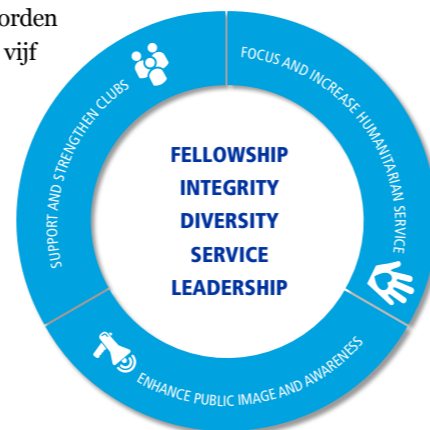 orden
vijf
SUPPORT AND STRENGTHEN CLUBS
FOCUS AND INCREASE HUMANITARIAN SERVICE
FELLOWSHIP
INTEGRITY
DIVERSITY
SERVICE
LEADERSHIP
ENHANCE PUBLIC IMAGE AND AWARENESS